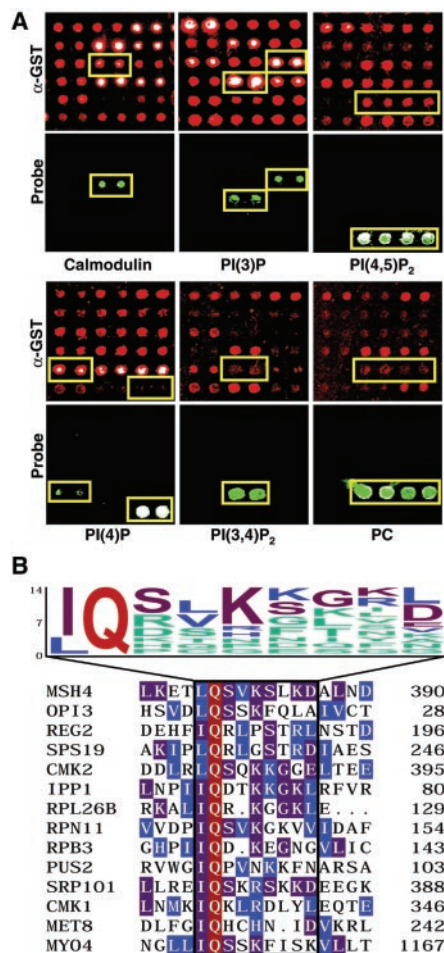 A
α-GST
Probe
Calmodulin PI(3)P PI(4,5)P2
α-GST
Probe
PI(4)P PI(3,4)P2 PC
B
14
7
0
MSH4 LKETLQSVKSLKDALND 390
OPI3 HSVDLQSSKFQLAIVCT 28
REG2 DEHFIQRLPSTRLNSTD 196
SPS19 AKIPLQRLGSTRDIAES 246
CMK2 DDLRLQSQKKGGELTEE 395
IPP1 LNPIIQDTKKGKLRFVR 80
RPL26B RKALIQR.KGGKLE... 129
RPN11 VVDPIQSVKGKVVIDAF 154
RPB3 GHPIIQD.KEGNGVLIC 143
PUS2 RVWGIQPVNKKFNARSA 103
SRP101 LLREIQSKRSKKDEEGK 388
CMK1 LNMKIQKLRDLYLEQTE 346
MET8 DLFGIQHCHN.IDVKRL 242
MYO4 NGLLIQSSKFISKVLLT 1167